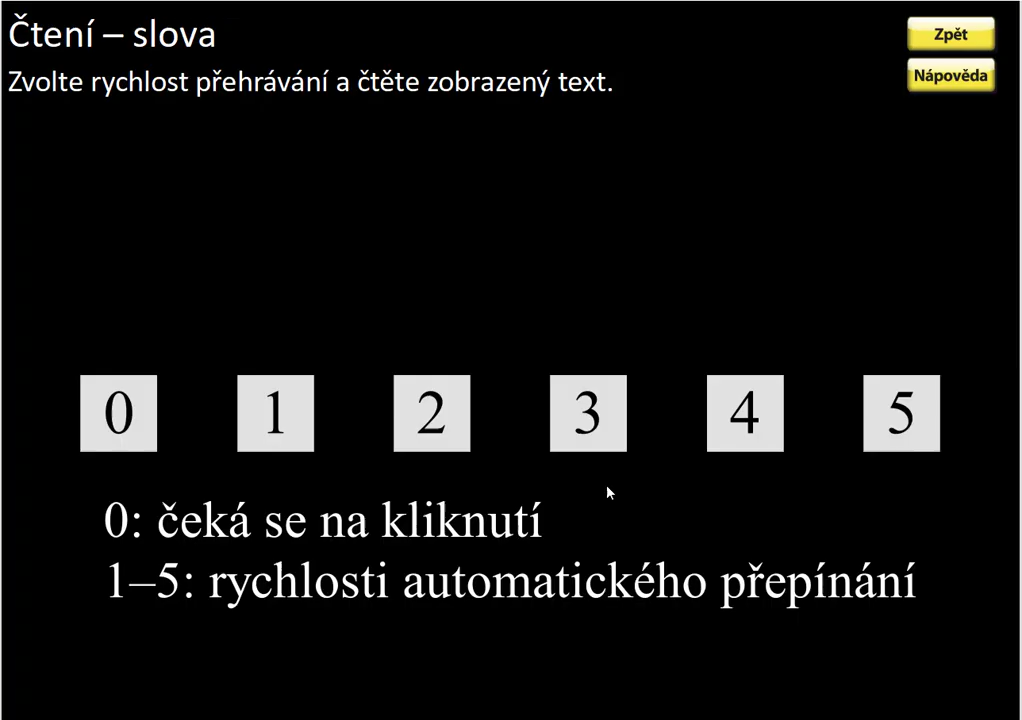 Čtení – slova
Zpět
Zvolte rychlost přehrávání a čtěte zobrazený text.
Nápověda
0 1 2 3 4 5
0: čeká se na kliknutí
1–5: rychlosti automatického přepínání